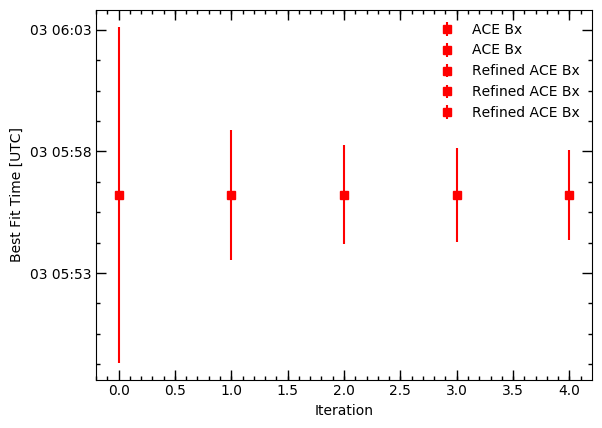 03 06:03
03 05:58
03 05:53
Best Fit Time [UTC]
ACE Bx
ACE Bx
Refined ACE Bx
Refined ACE Bx
Refined ACE Bx
0.0 0.5 1.0 1.5 2.0 2.5 3.0 3.5 4.0
Iteration